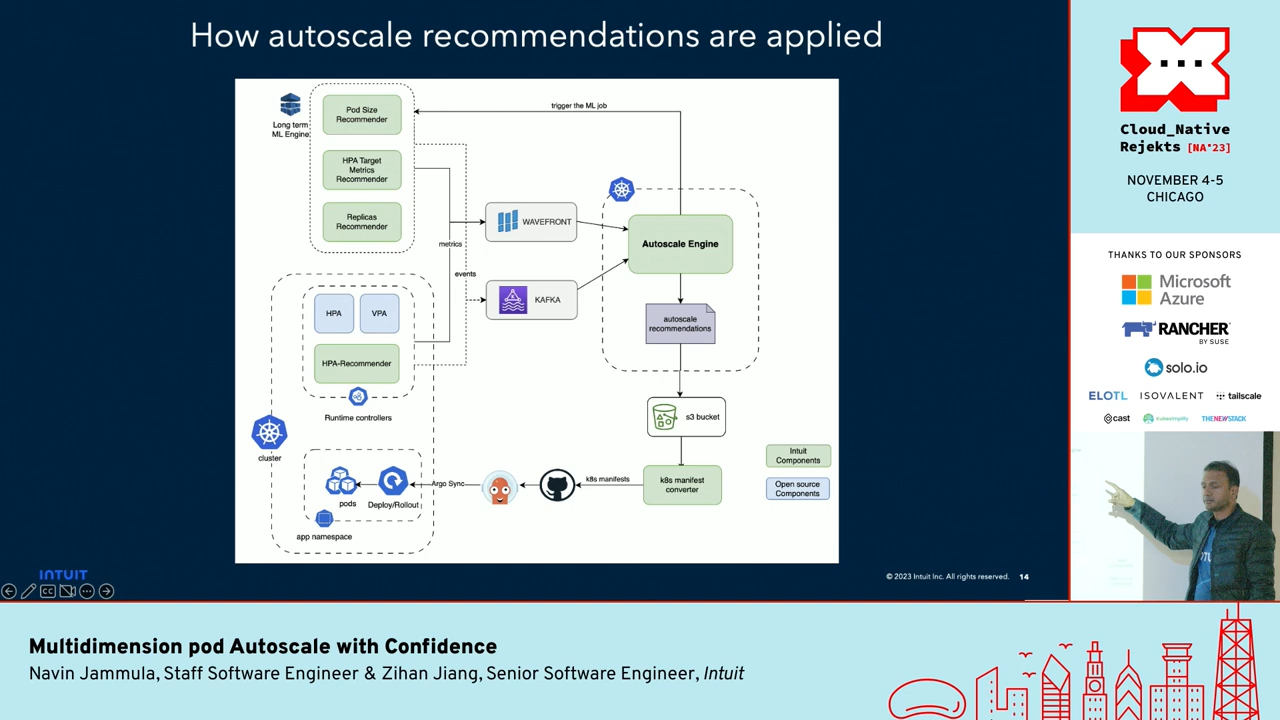 How autoscale recommendations are applied
Long term
ML Engine
Pod Size
Recommender
HPA Target
Metrics
Recommender
Replicas
Recommender
trigger the ML job
metrics
events
WAVEFRONT
KAFKA
Autoscale Engine
autoscale
recommendations
HPA
VPA
HPA-Recommender
Runtime controllers
cluster
s3 bucket
k8s manifest
converter
k8s manifests
Argo Sync
pods
Deploy/Rollout
app namespace
Intuit
Components
Open source
Components
INTUIT
CC
© 2023 Intuit Inc. All rights reserved.
14
Cloud_Native
Rejekts [NA'23]
NOVEMBER 4-5
CHICAGO
THANKS TO OUR SPONSORS
Microsoft
Azure
RANCHER
BY SUSE
solo.io
ELOTL
ISOVALENT
tailscale
cast
kubesimplify
THENEWSTACK
Multidimension pod Autoscale with Confidence
Navin Jammula, Staff Software Engineer & Zihan Jiang, Senior Software Engineer, Intuit